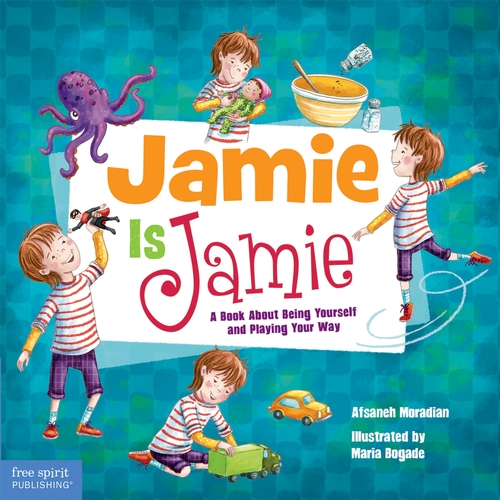 Jamie
Is Jamie
A Book About Being Yourself
and Playing Your Way
Afsaneh Moradian
Illustrated by
Maria Bogade
free spirit
PUBLISHING®